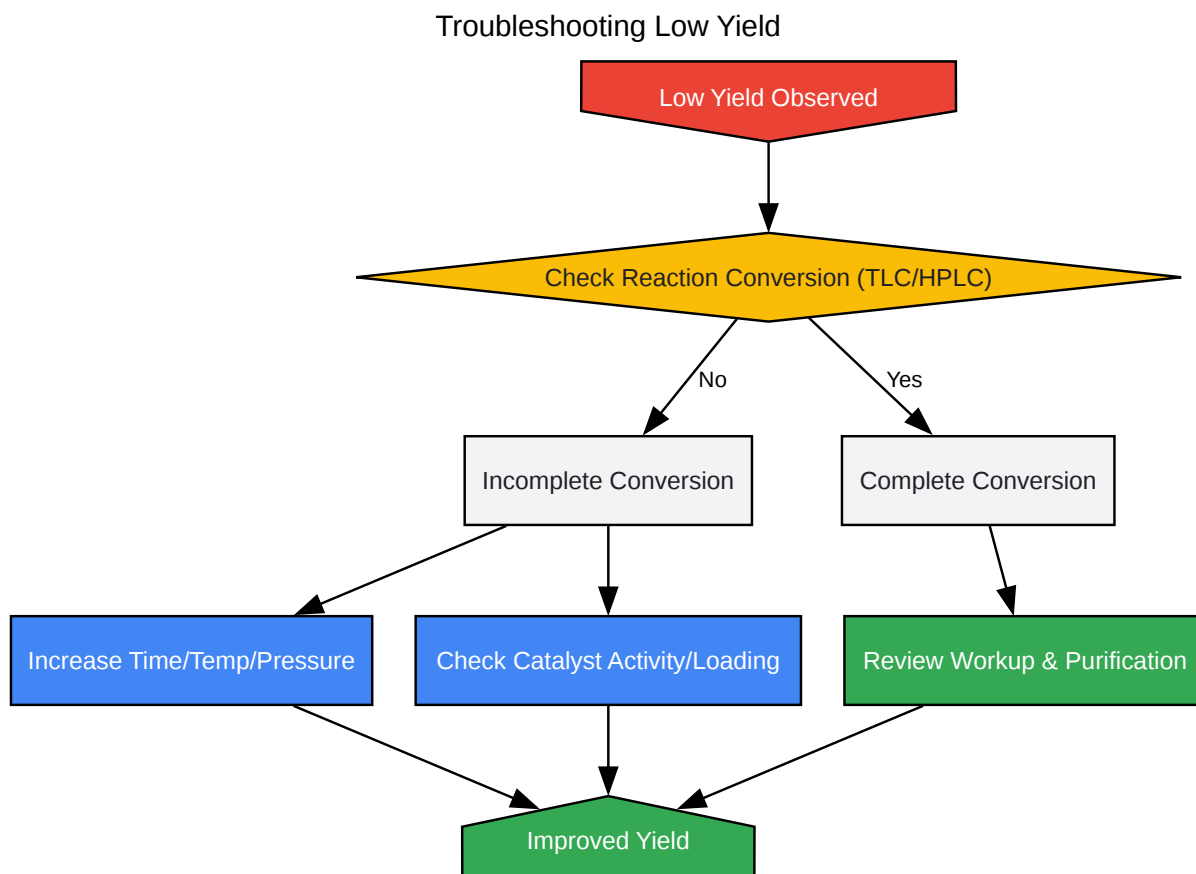 Troubleshooting Low Yield
Low Yield Observed
Check Reaction Conversion (TLC/HPLC)
No
Yes
Incomplete Conversion
Complete Conversion
Increase Time/Temp/Pressure
Check Catalyst Activity/Loading
Review Workup & Purification
Improved Yield